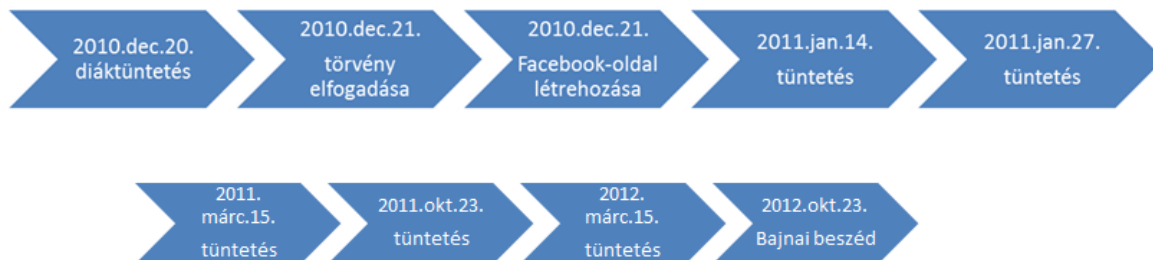 2010.dec.20.
diáktüntetés
2010.dec.21.
törvény
elfogadása
2010.dec.21.
Facebook-oldal
létrehozása
2011.jan.14.
tüntetés
2011.jan.27.
tüntetés
2011.
márc.15.
tüntetés
2011.okt.23.
tüntetés
2012.
márc.15.
tüntetés
2012.okt.23.
Bajnai beszéd